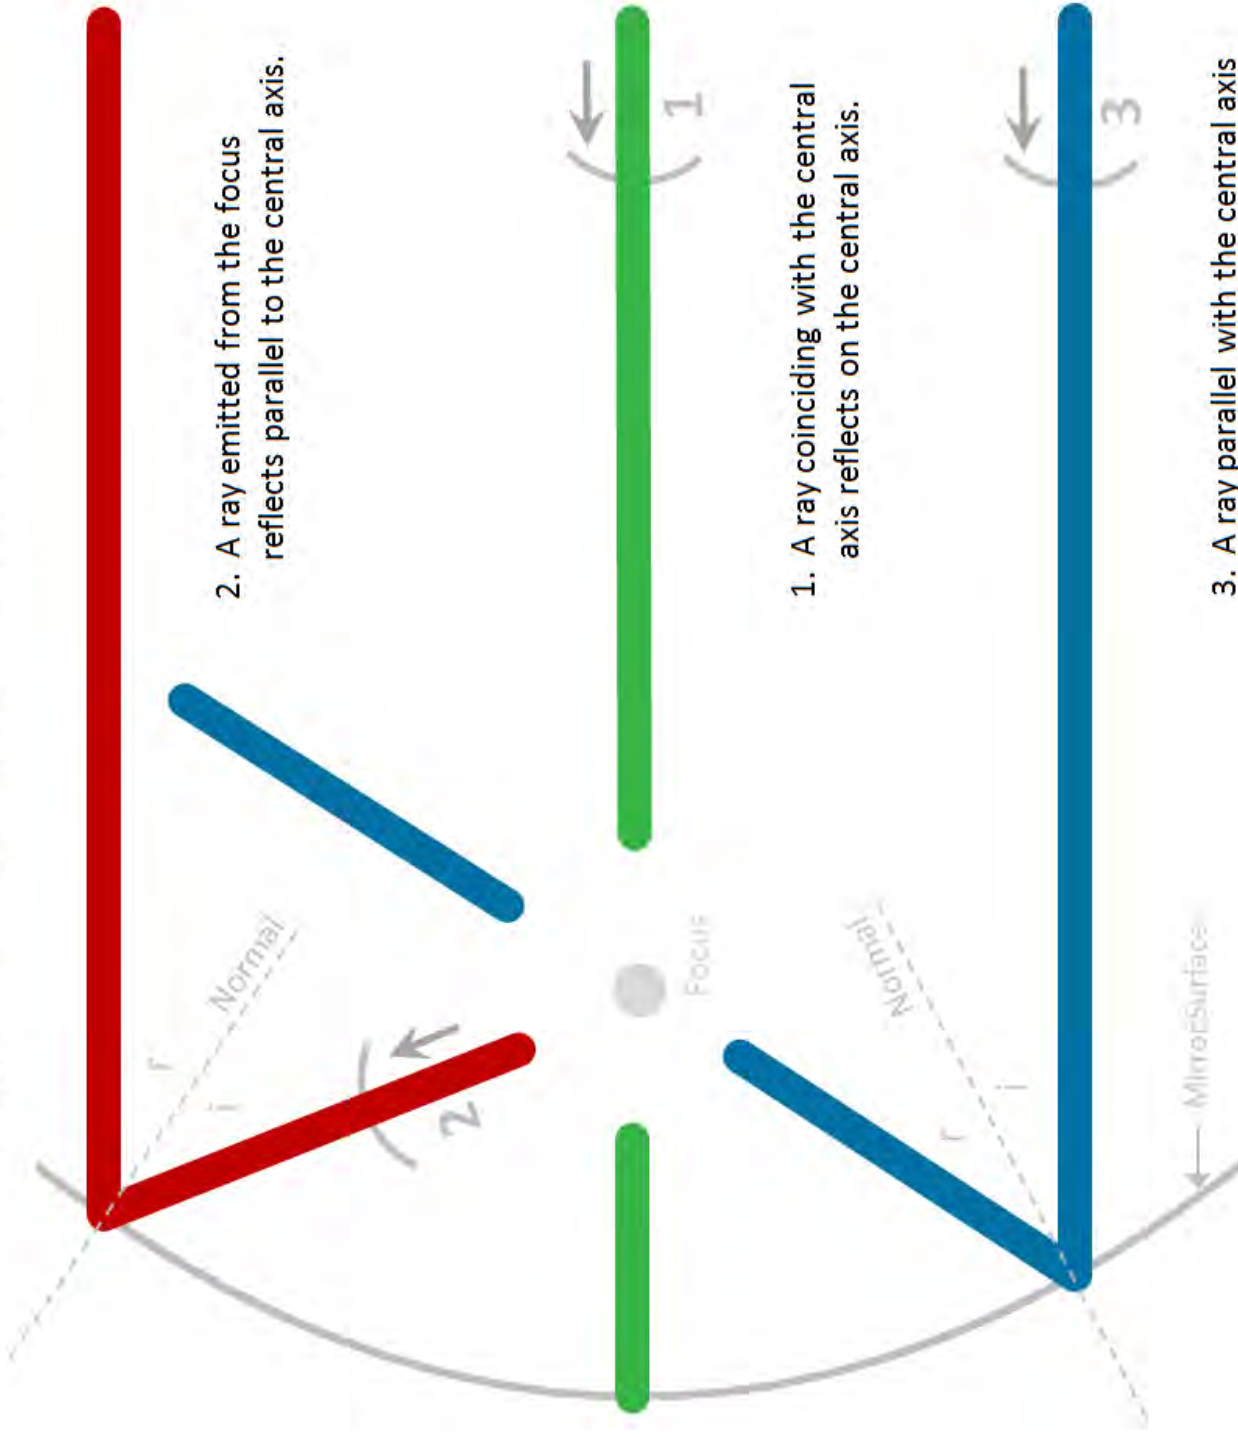 2. A ray emitted from the focus
reflects parallel to the central axis.
Normal
r
i
2
1
Focus
1. A ray coinciding with the central
axis reflects on the central axis.
3
Normal
r
i
Mirror Surface
3. A ray parallel with the central axis